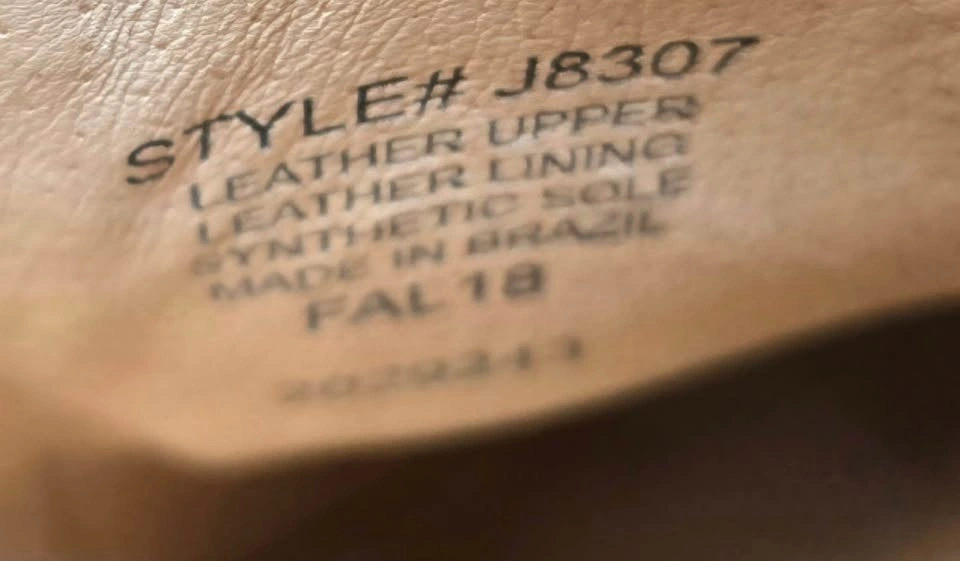 STYLE# J8307
LEATHER UPPER
LEATHER LINING
SYNTHETIC SOLE
MADE IN BRAZIL
FAL 18